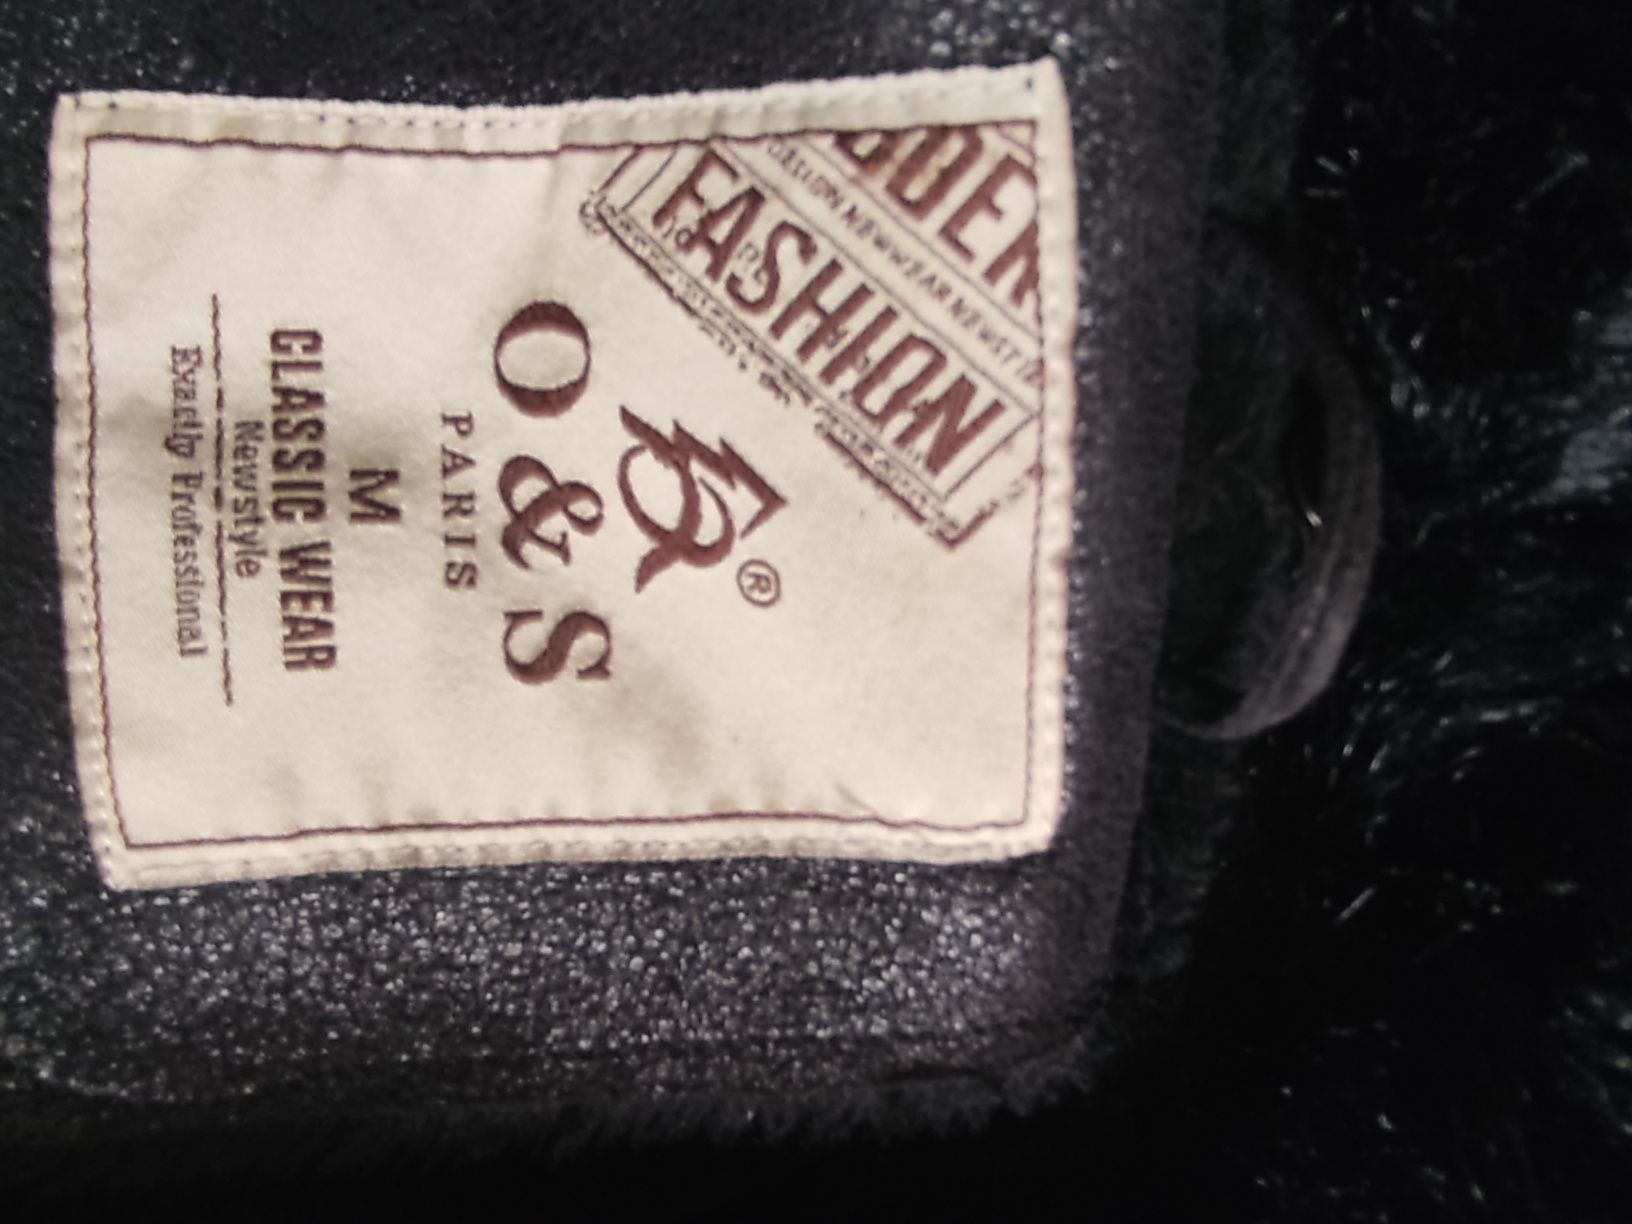 FASHION
®
O & S
PARIS
M
CLASSIC WEAR
Newstyle
Exactly Professional